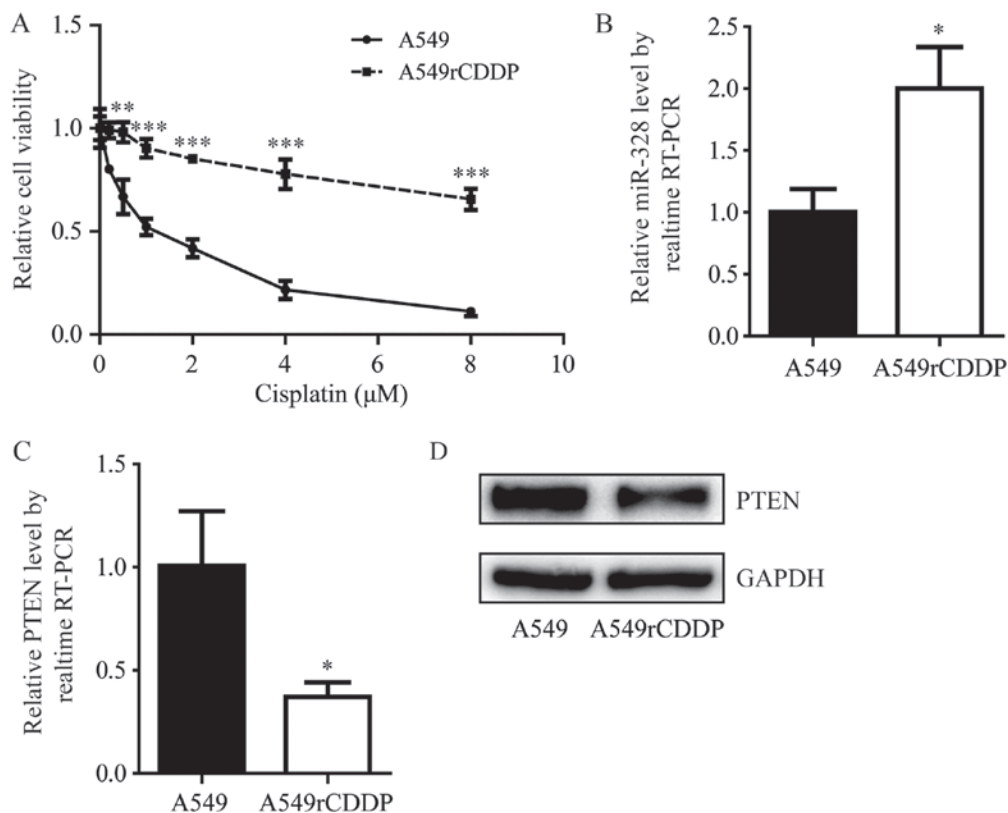 A
1.5
1.0
0.5
0.0
Relative cell viability
A549
A549rCDDP
**
***
***
***
***
0
2
4
6
8
10
Cisplatin (μM)
B
2.5
2.0
1.5
1.0
0.5
0.0
Relative miR-328 level by
realtime RT-PCR
*
A549
A549rCDDP
C
1.5
1.0
0.5
0.0
Relative PTEN level by
realtime RT-PCR
*
A549
A549rCDDP
D
PTEN
GAPDH
A549
A549rCDDP